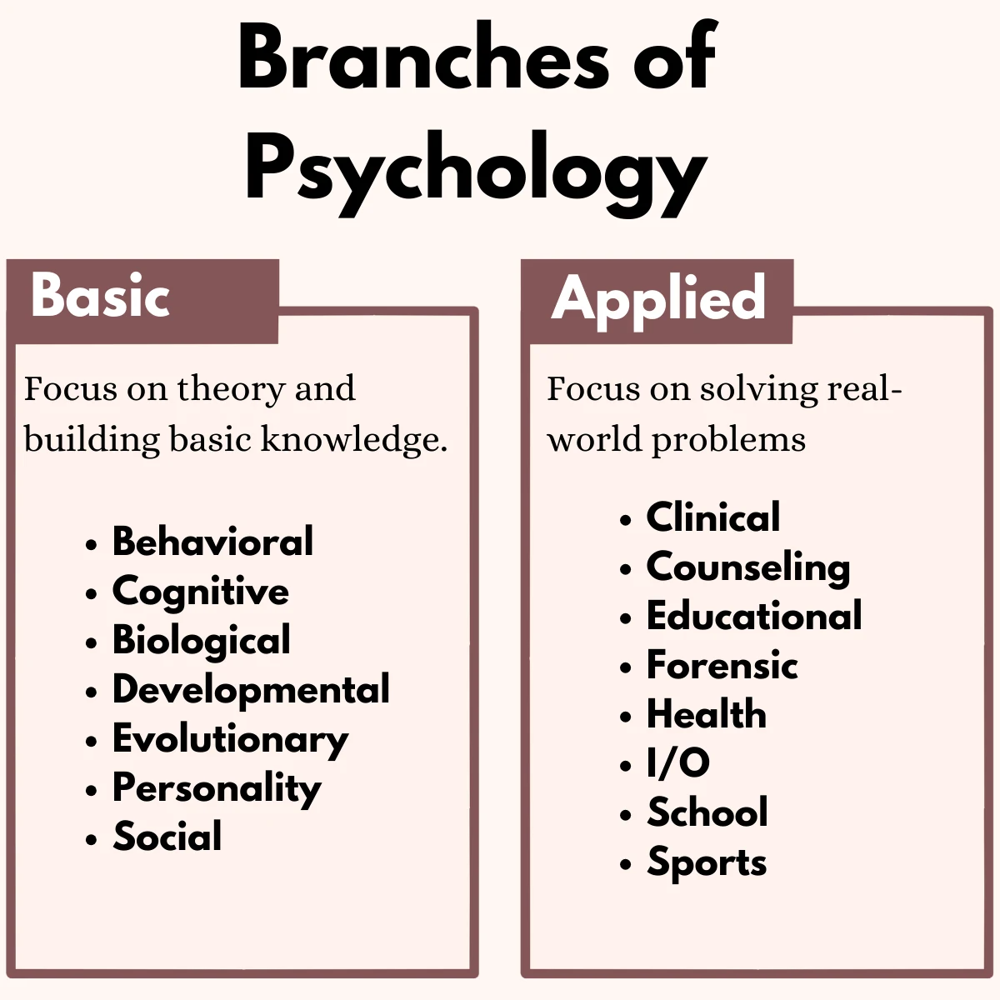 Branches of
Psychology
Basic
Focus on theory and
building basic knowledge.
• Behavioral
• Cognitive
• Biological
• Developmental
• Evolutionary
• Personality
• Social
Applied
Focus on solving real-
world problems
• Clinical
• Counseling
• Educational
• Forensic
• Health
• I/O
• School
• Sports